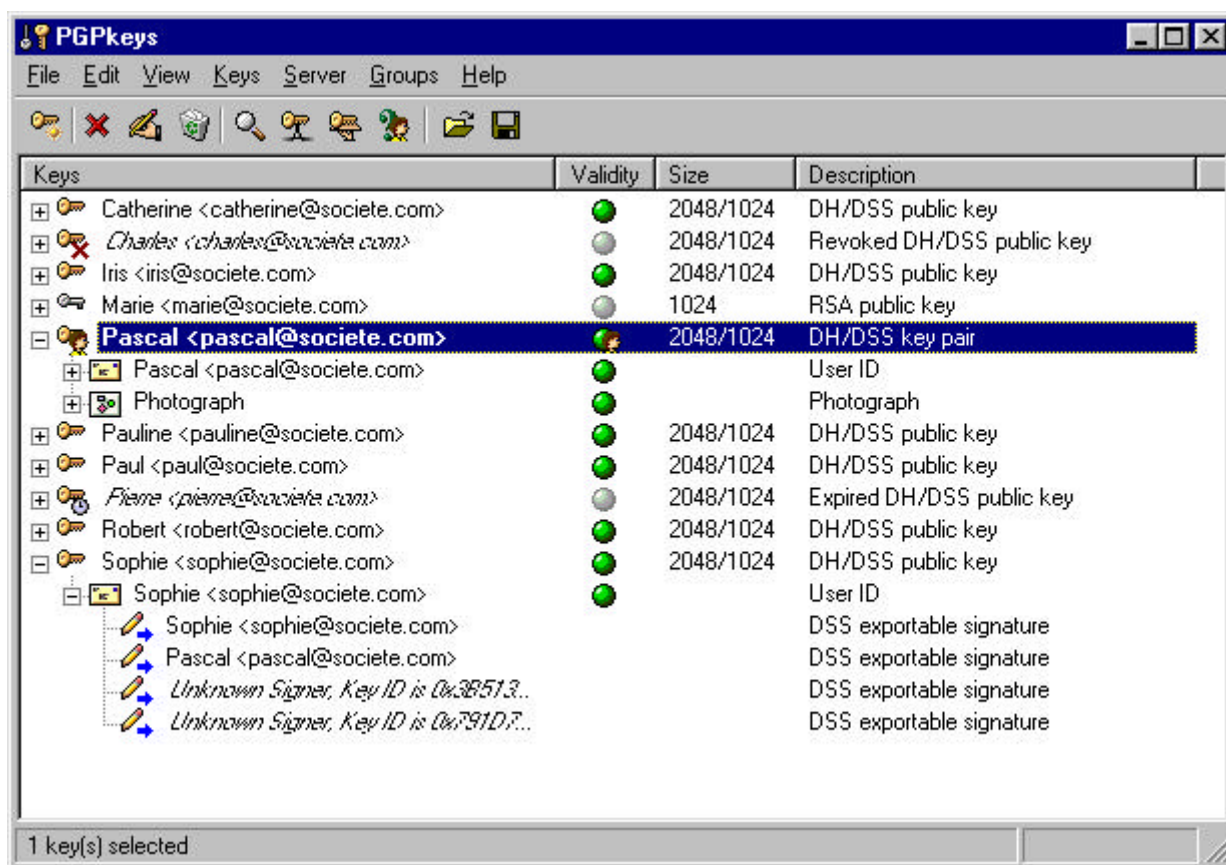 PGPkeys
File Edit View Keys Server Groups Help
Keys Validity Size Description
Catherine <catherine@societe.com> 2048/1024 DH/DSS public key
Charles <charles@societe.com> 2048/1024 Revoked DH/DSS public key
Iris <iris@societe.com> 2048/1024 DH/DSS public key
Marie <marie@societe.com> 1024 RSA public key
Pascal <pascal@societe.com> 2048/1024 DH/DSS key pair
Pascal <pascal@societe.com> User ID
Photograph Photograph
Pauline <pauline@societe.com> 2048/1024 DH/DSS public key
Paul <paul@societe.com> 2048/1024 DH/DSS public key
Pierre <pierre@societe.com> 2048/1024 Expired DH/DSS public key
Robert <robert@societe.com> 2048/1024 DH/DSS public key
Sophie <sophie@societe.com> 2048/1024 DH/DSS public key
Sophie <sophie@societe.com> User ID
Sophie <sophie@societe.com> DSS exportable signature
Pascal <pascal@societe.com> DSS exportable signature
Unknown Signer, Key ID is 0x3B513... DSS exportable signature
Unknown Signer, Key ID is 0x791D7... DSS exportable signature
1 key(s) selected